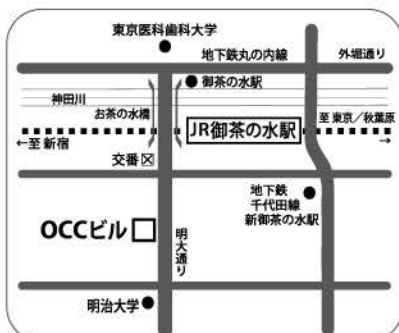 東京医科歯科大学
地下鉄丸の内線
外堀通り
御茶の水駅
神田川
お茶の水橋
JR御茶の水駅
至 東京／秋葉原
→
←至 新宿
交番
地下鉄
千代田線
新御茶の水駅
OCCビル
明大通り
明治大学